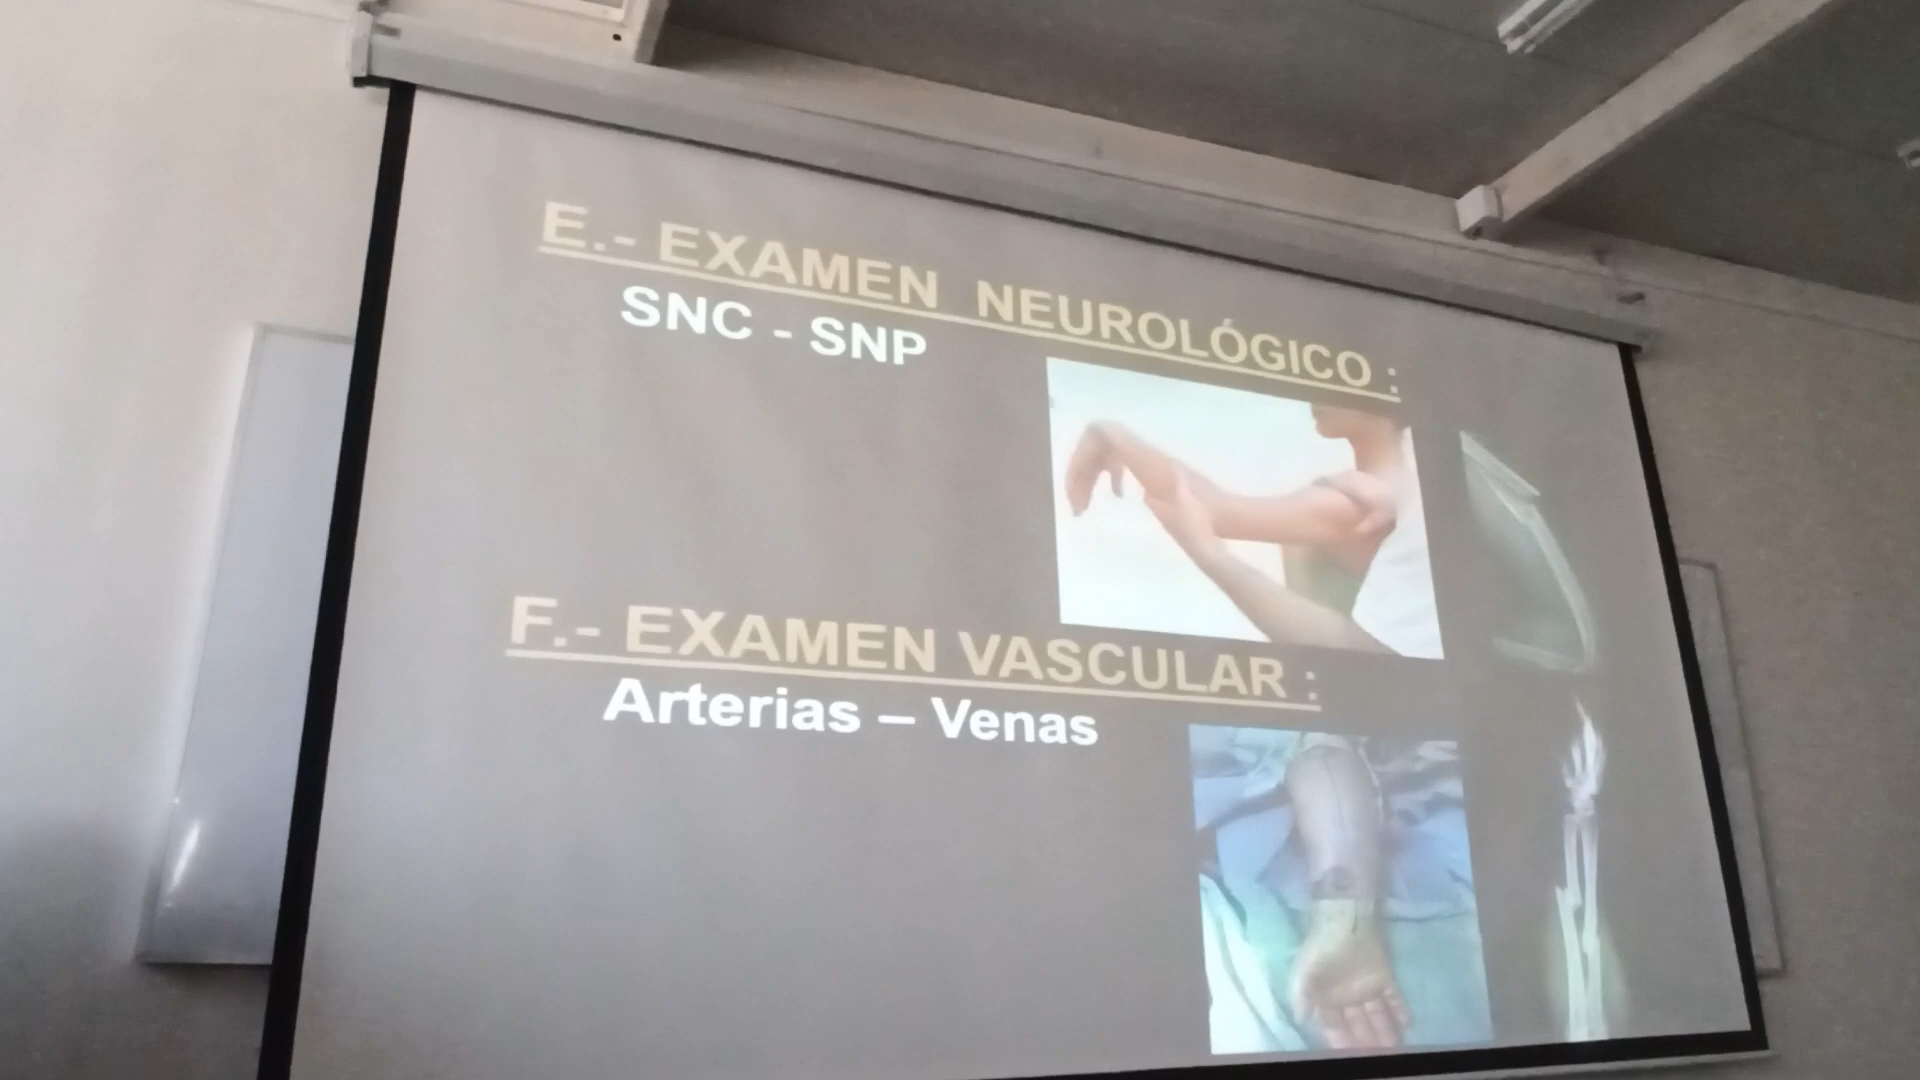 E.- EXAMEN NEUROLÓGICO :
SNC - SNP
F.- EXAMEN VASCULAR :
Arterias – Venas